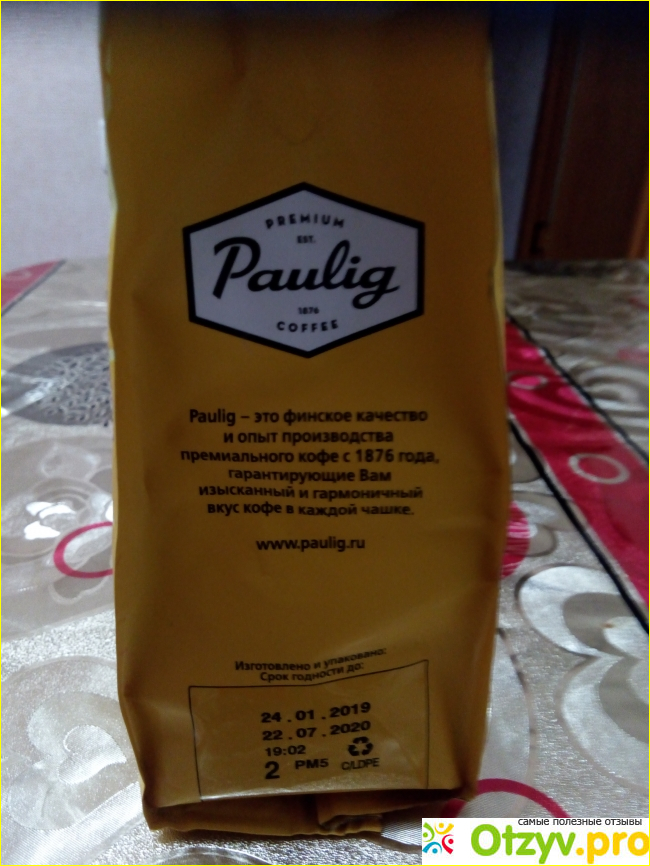 PREMIUM
EST.
Paulig
1876
COFFEE
Paulig – это финское качество
и опыт производства
премиального кофе с 1876 года,
гарантирующие Вам
изысканный и гармоничный
вкус кофе в каждой чашке.
www.paulig.ru
Изготовлено и упаковано:
Срок годности до:
24.01.2019
22.07.2020
19:02
2 PM5 C/LDPE
самые полезные отзывы
Otzyv.pro